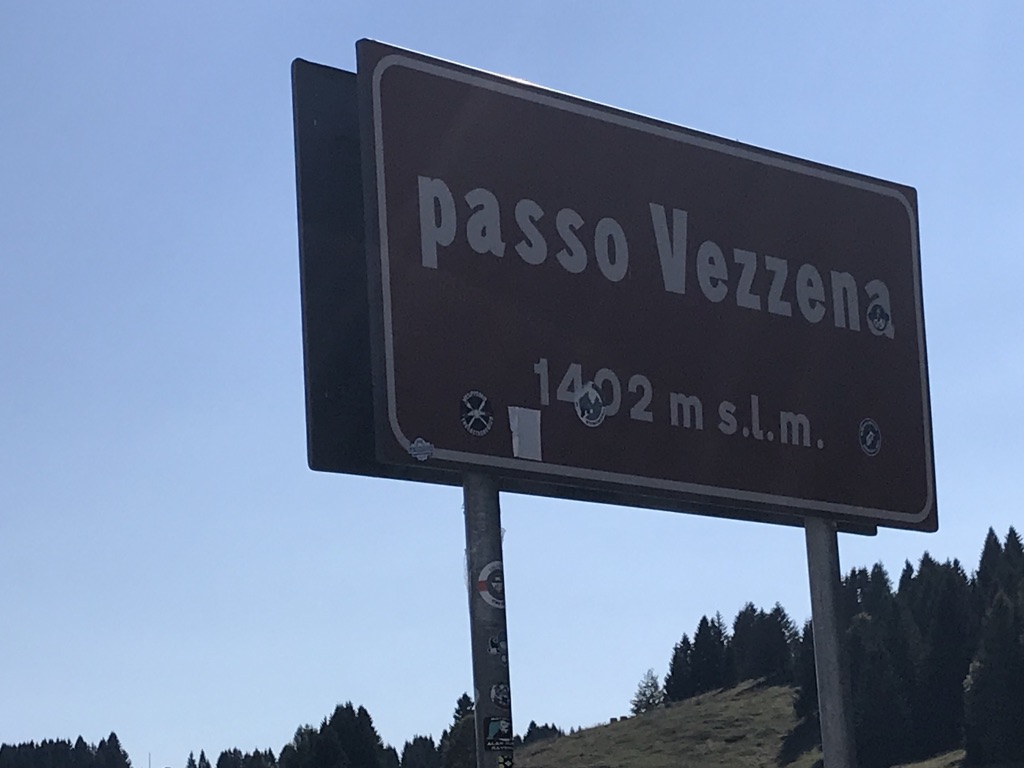 passo Vezzena
1402 m s.l.m.